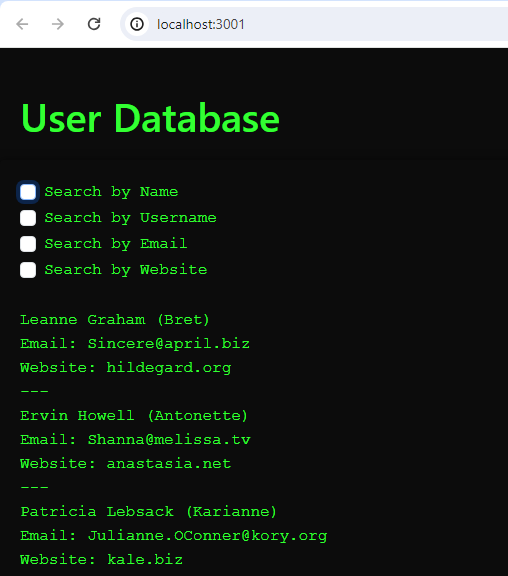 localhost:3001
User Database
Search by Name
Search by Username
Search by Email
Search by Website
Leanne Graham (Bret)
Email: Sincere@april.biz
Website: hildegard.org
---
Ervin Howell (Antonette)
Email: Shanna@melissa.tv
Website: anastasia.net
---
Patricia Lebsack (Karianne)
Email: Julianne.OConner@kory.org
Website: kale.biz